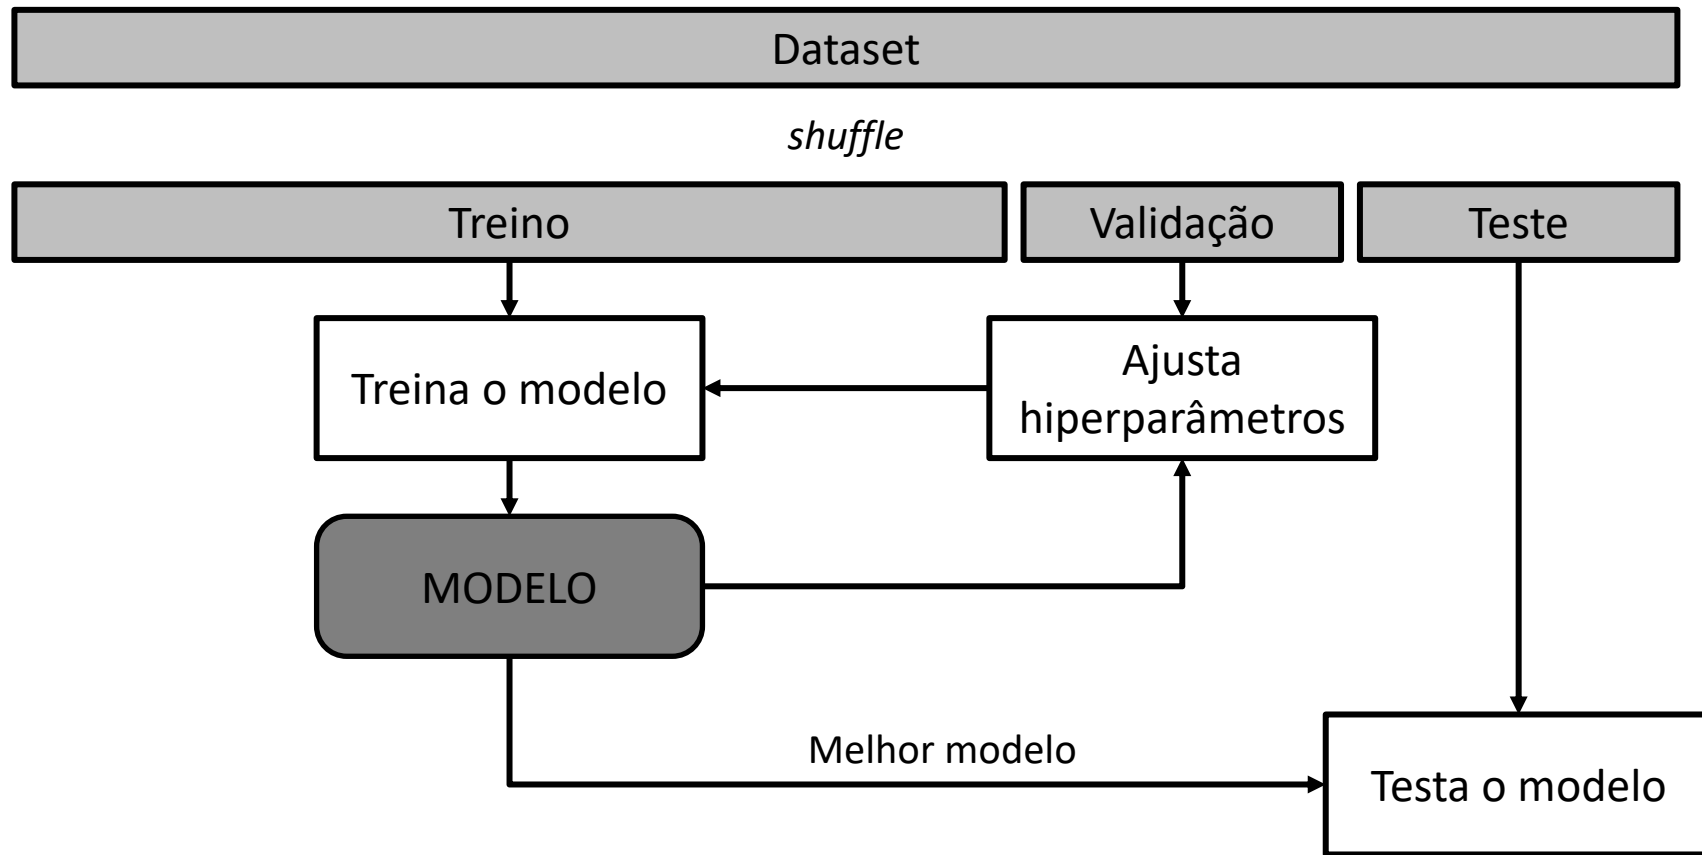 Dataset
shuffle
Treino
Validação
Teste
Treina o modelo
Ajusta
hiperparâmetros
MODELO
Melhor modelo
Testa o modelo